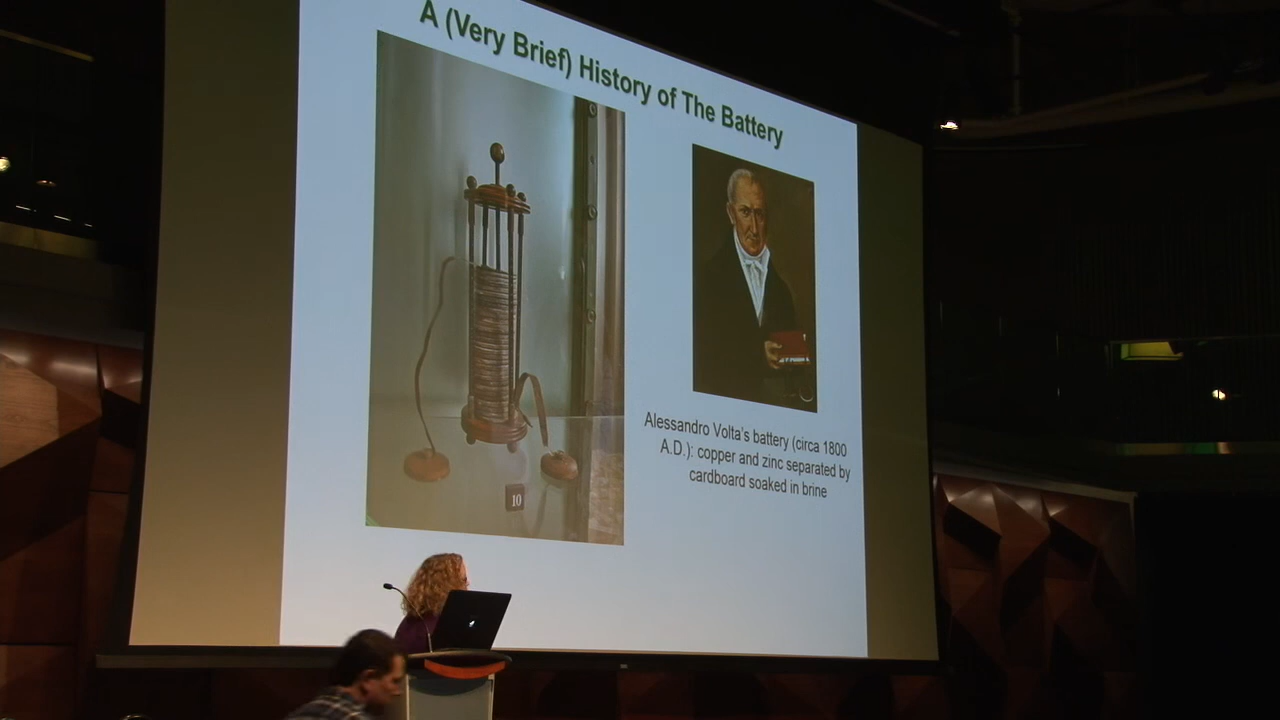 A (Very Brief) History of The Battery
10
Alessandro Volta's battery (circa 1800
A.D.): copper and zinc separated by
cardboard soaked in brine